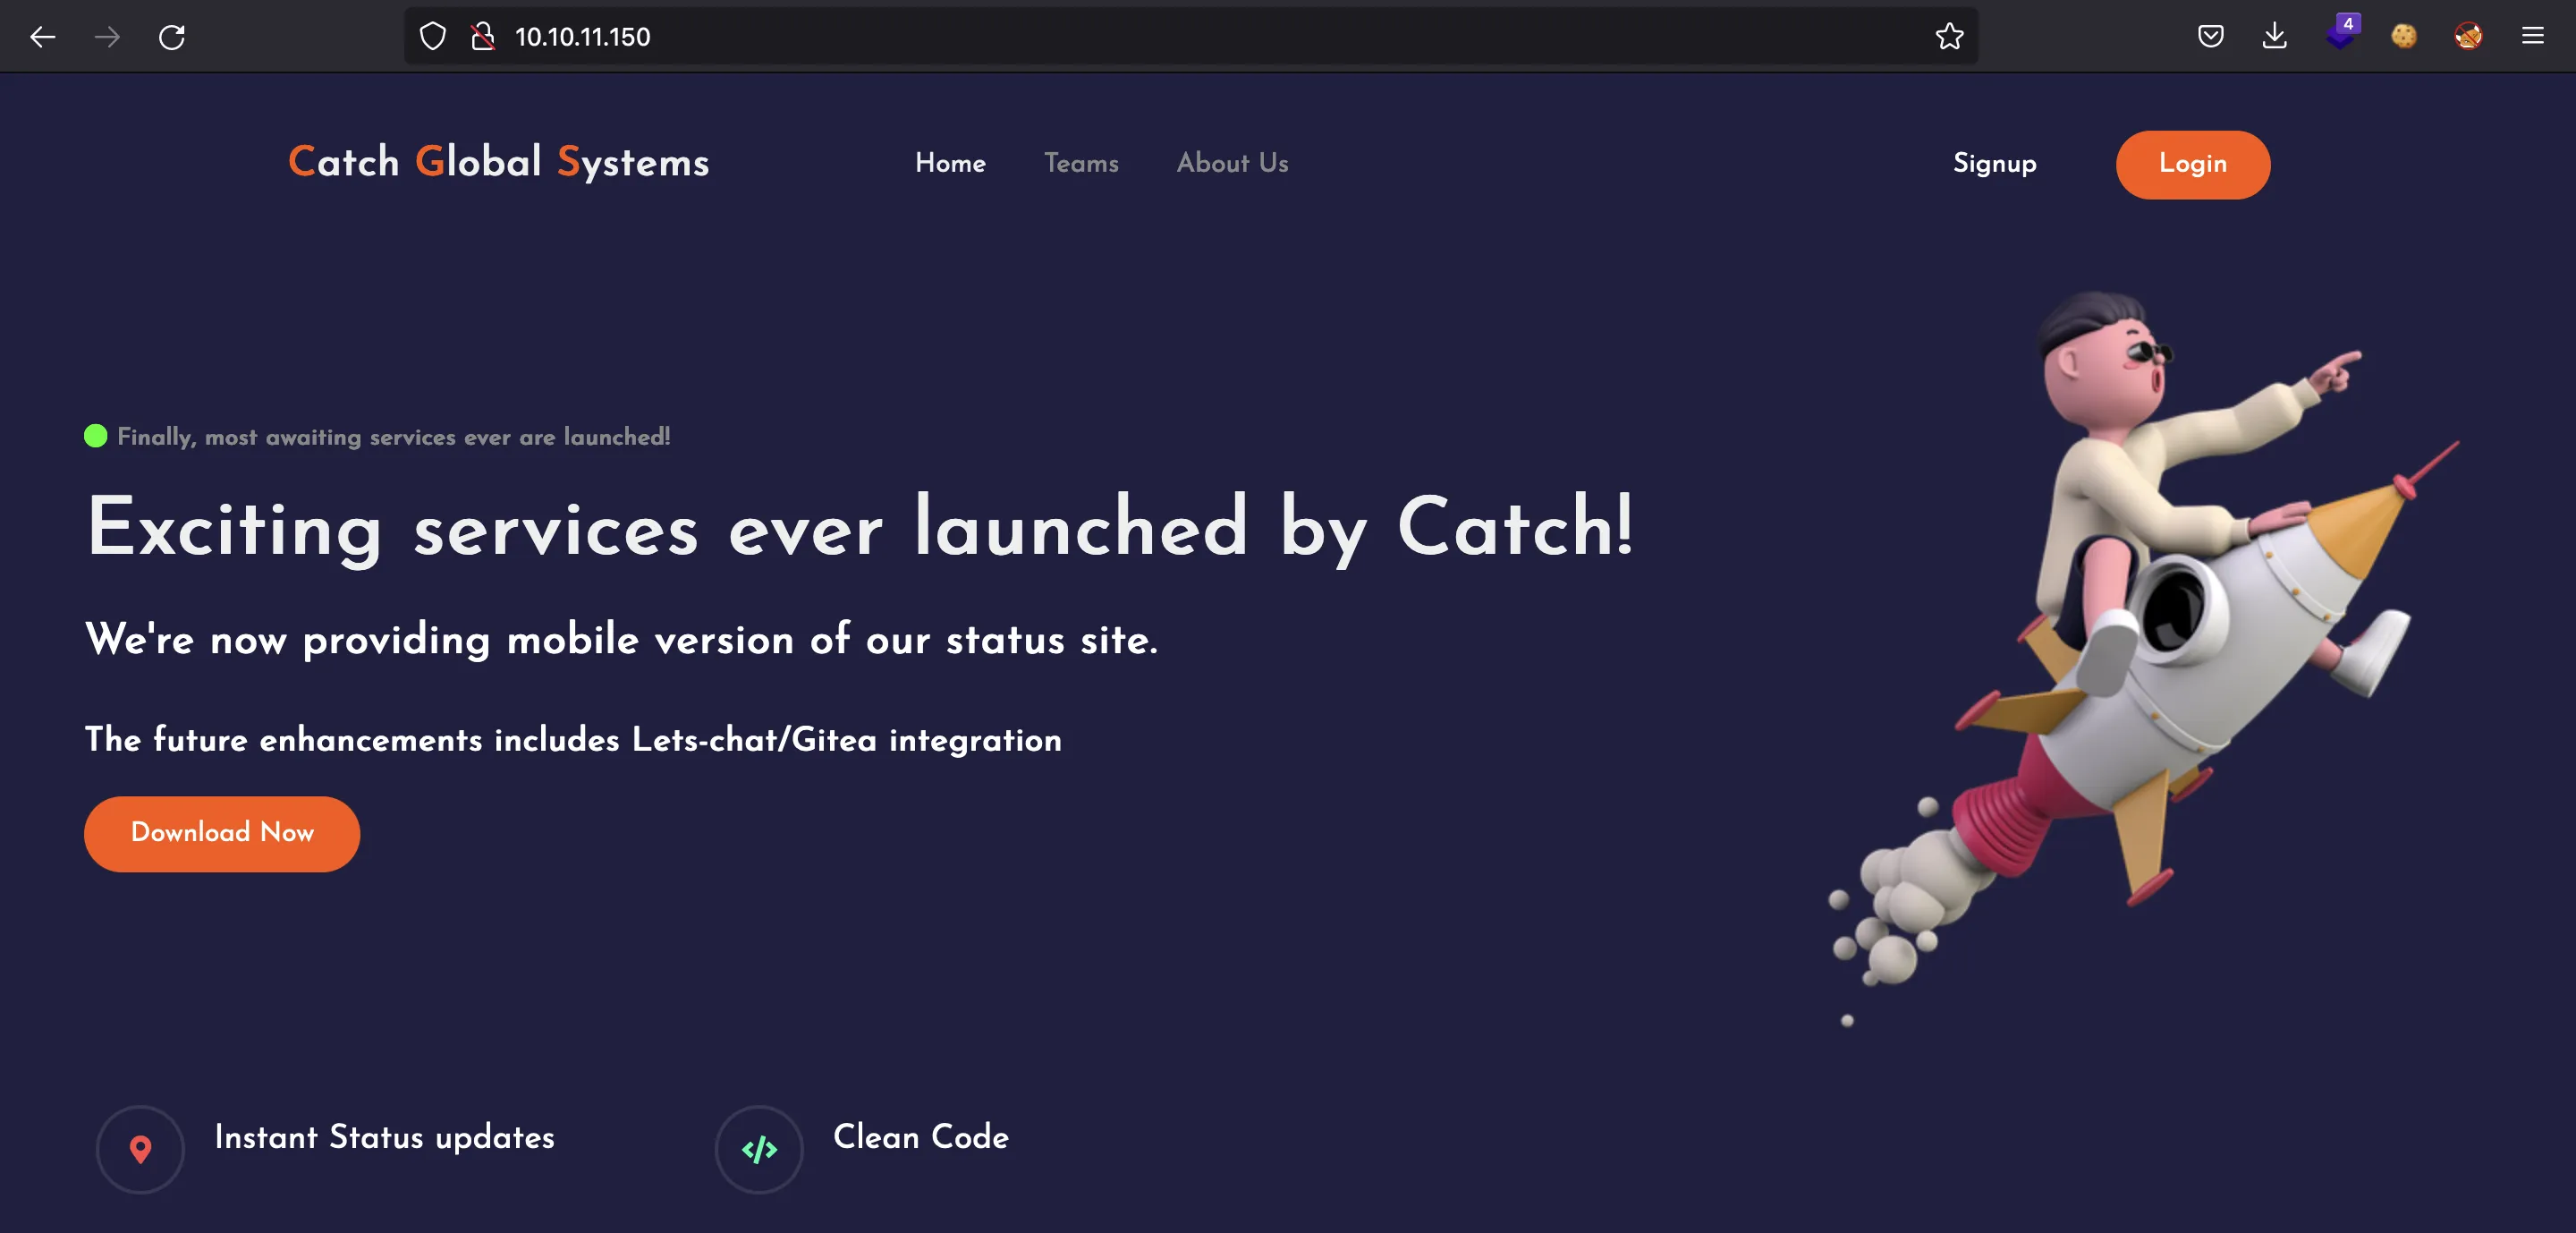 10.10.11.150
4
Catch Global Systems
Home
Teams
About Us
Signup
Login
Finally, most awaiting services ever are launched!
Exciting services ever launched by Catch!
We're now providing mobile version of our status site.
The future enhancements includes Lets-chat/Gitea integration
Download Now
Instant Status updates
Clean Code